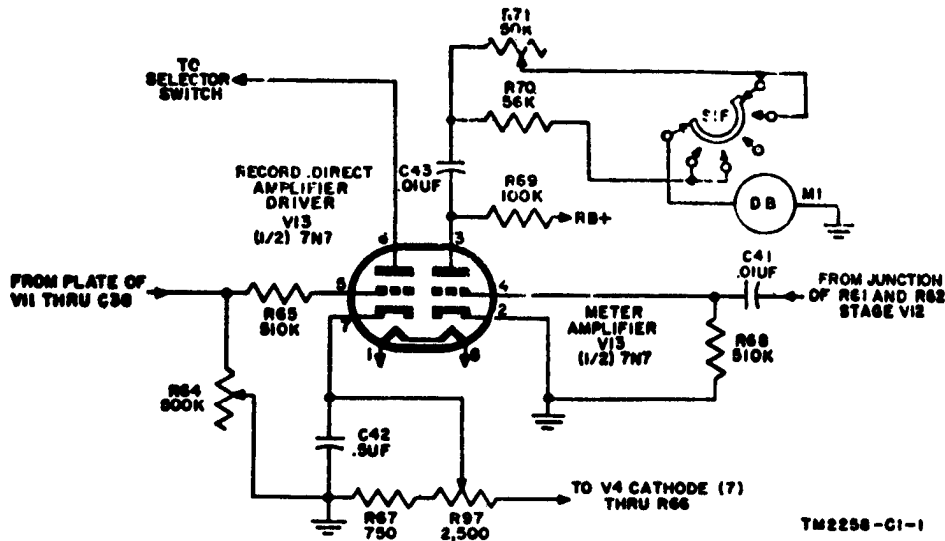 R71
50K
TO
SELECTOR
SWITCH
R70
56K
S1F
C43
.01UF
R69
100K
RB+
DB
M1
RECORD DIRECT
AMPLIFIER
DRIVER
V13
(1/2) 7N7
6
3
C41
.01UF
FROM PLATE OF
V11 THRU C38
5
4
FROM JUNCTION
OF R61 AND R62
STAGE V12
R65
510K
7
2
METER
AMPLIFIER
V13
(1/2) 7N7
R68
510K
1
8
R64
500K
C42
.5UF
TO V4 CATHODE (7)
THRU R66
R67
750
R97
2,500
TM2258-C1-1